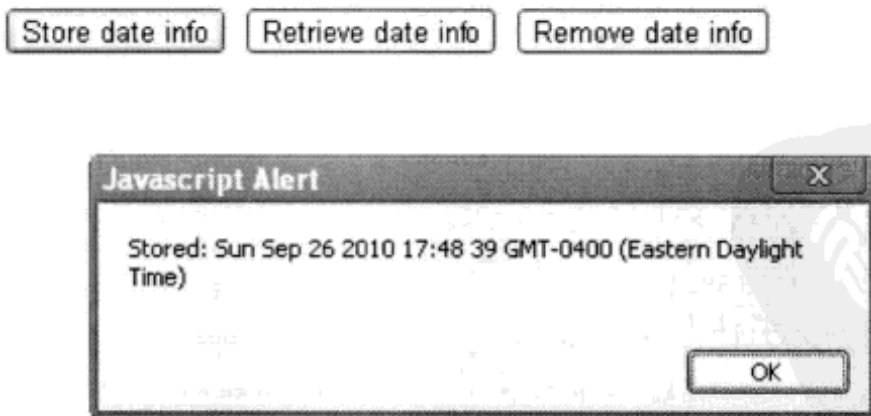 Store date info Retrieve date info Remove date info
Javascript Alert
Stored: Sun Sep 26 2010 17:48 39 GMT-0400 (Eastern Daylight
Time)
OK